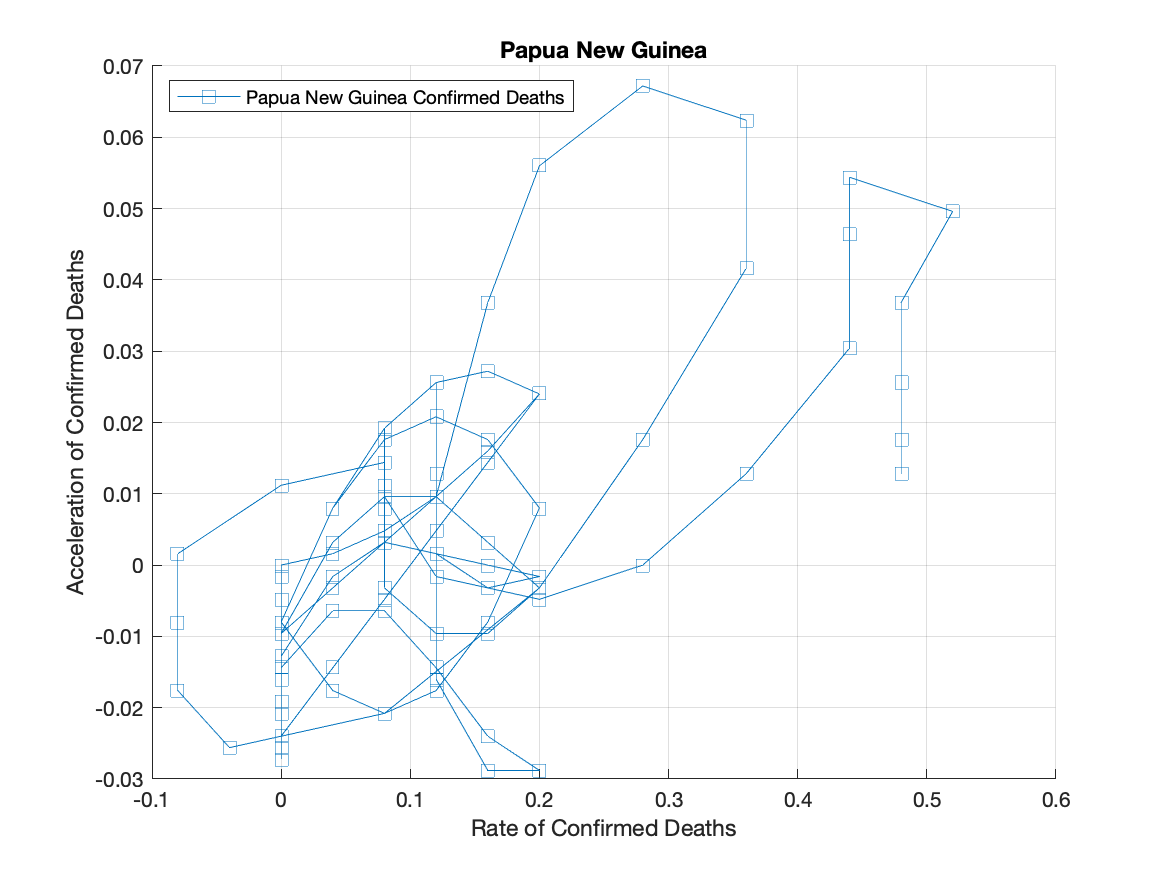 Papua New Guinea
Papua New Guinea Confirmed Deaths
Acceleration of Confirmed Deaths
0.07
0.06
0.05
0.04
0.03
0.02
0.01
0
-0.01
-0.02
-0.03
-0.1 0 0.1 0.2 0.3 0.4 0.5 0.6
Rate of Confirmed Deaths